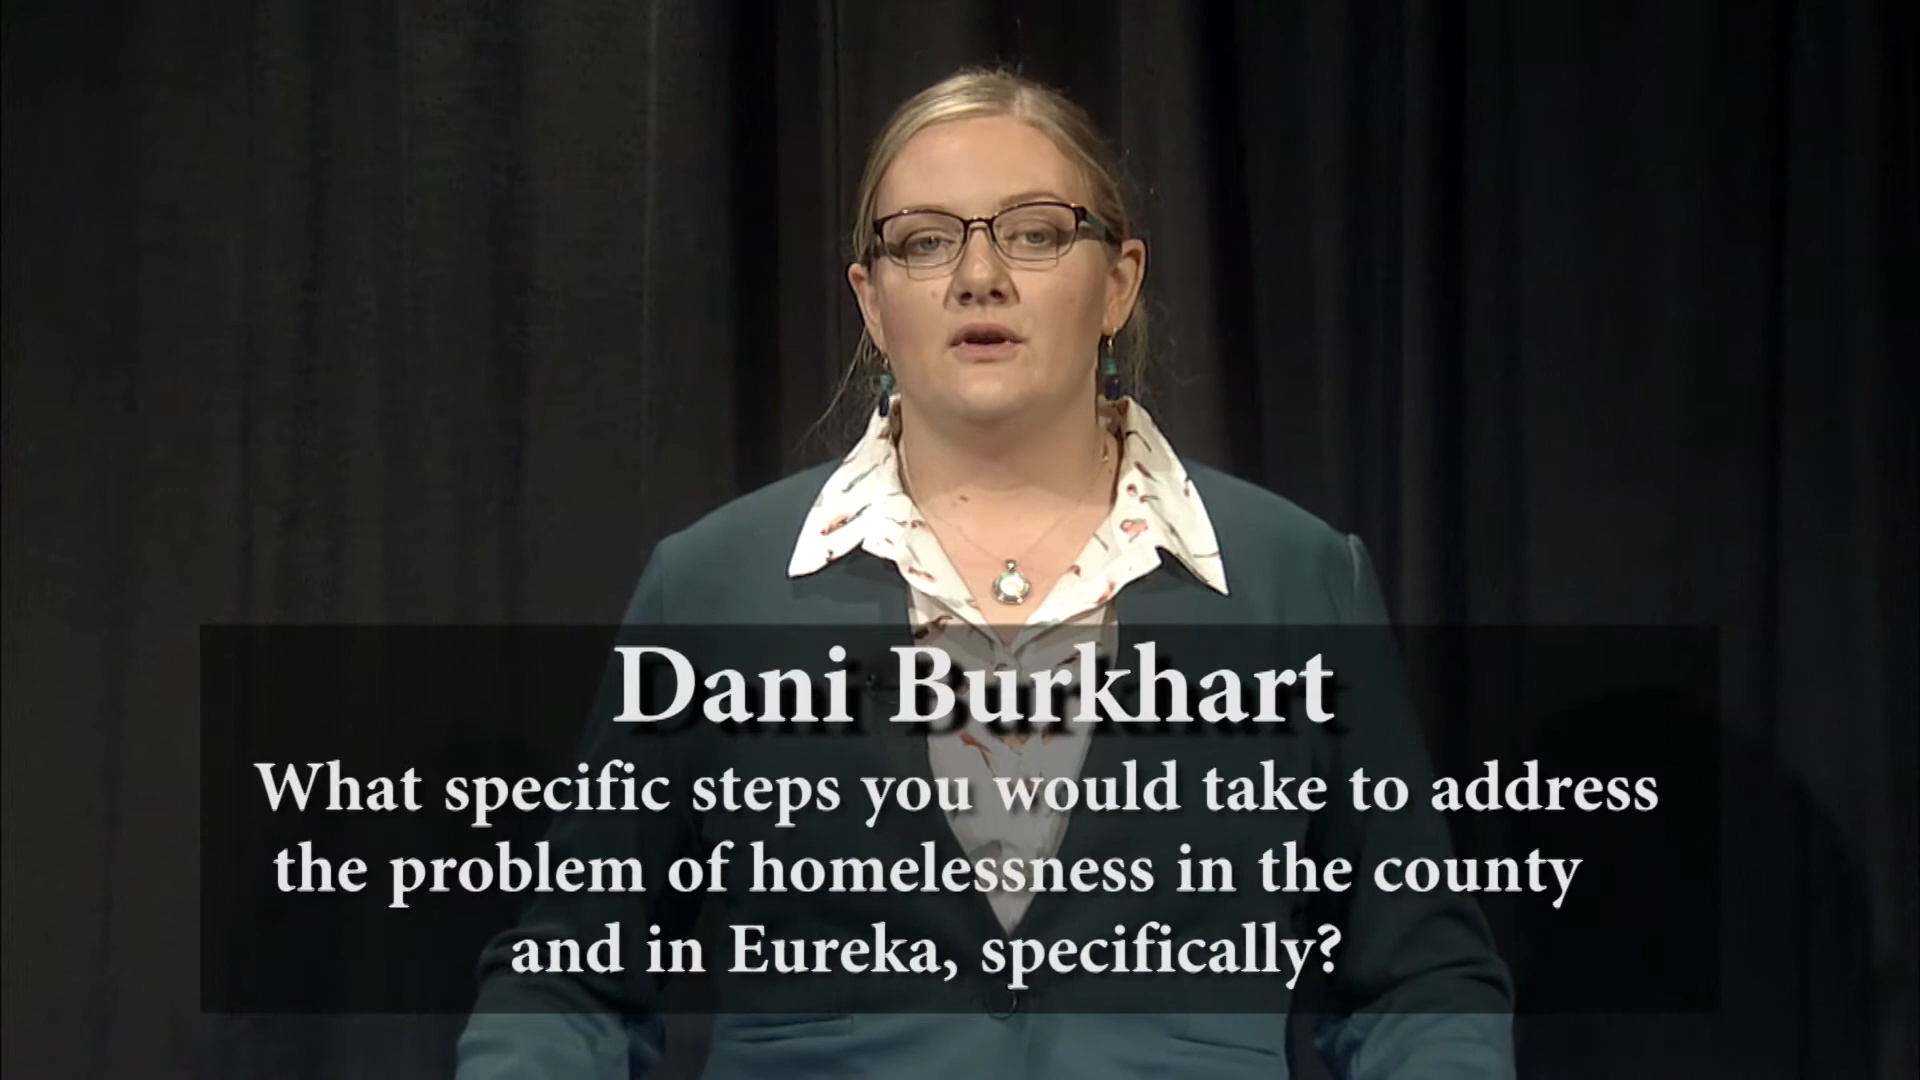 Dani Burkhart
What specific steps you would take to address
the problem of homelessness in the county
and in Eureka, specifically?